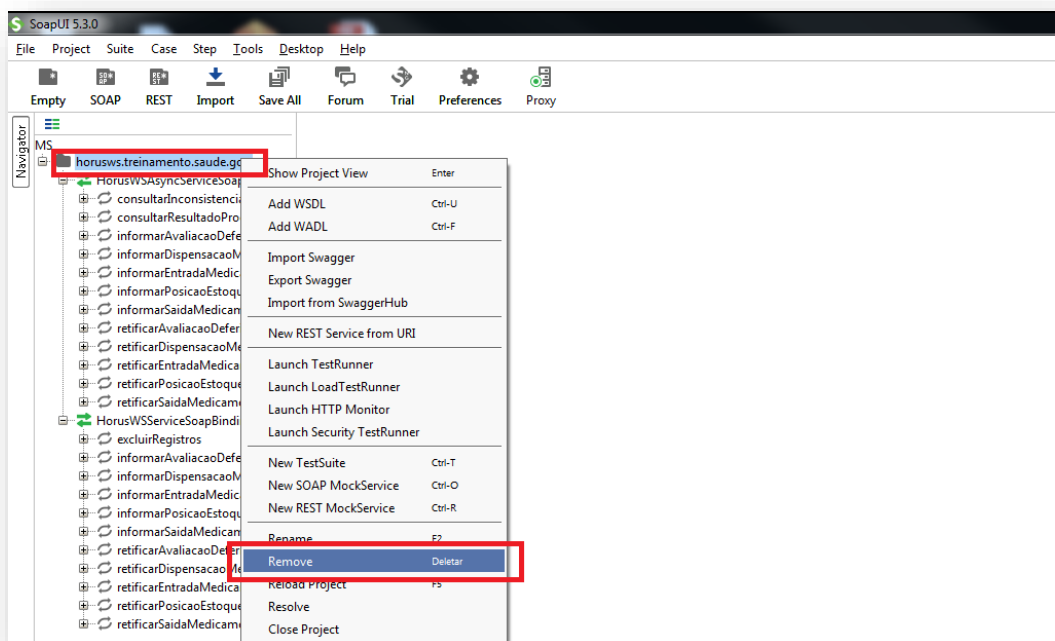 SoapUI 5.3.0
File Project Suite Case Step Tools Desktop Help
Empty SOAP REST Import Save All Forum Trial Preferences Proxy
Navigator
MS
horusws.treinamento.saude.go
HorusWSAsyncServiceSoap
consultarInconsistencia
consultarResultadoPro
informarAvaliacaoDefe
informarDispensacaoM
informarEntradaMedic
informarPosicaoEstoqu
informarSaidaMedicam
retificarAvaliacaoDefer
retificarDispensacaoMe
retificarEntradaMedica
retificarPosicaoEstoque
retificarSaidaMedicame
HorusWSServiceSoapBindi
excluirRegistros
informarAvaliacaoDefe
informarDispensacaoM
informarEntradaMedic
informarPosicaoEstoqu
informarSaidaMedicam
retificarAvaliacaoDefer
retificarDispensacaoMe
retificarEntradaMedica
retificarPosicaoEstoque
retificarSaidaMedicame
Show Project View Enter
Add WSDL Ctrl-U
Add WADL Ctrl-F
Import Swagger
Export Swagger
Import from SwaggerHub
New REST Service from URI
Launch TestRunner
Launch LoadTestRunner
Launch HTTP Monitor
Launch Security TestRunner
New TestSuite Ctrl-T
New SOAP MockService Ctrl-O
New REST MockService Ctrl-R
Rename F2
Remove Deletar
Reload Project F5
Resolve
Close Project